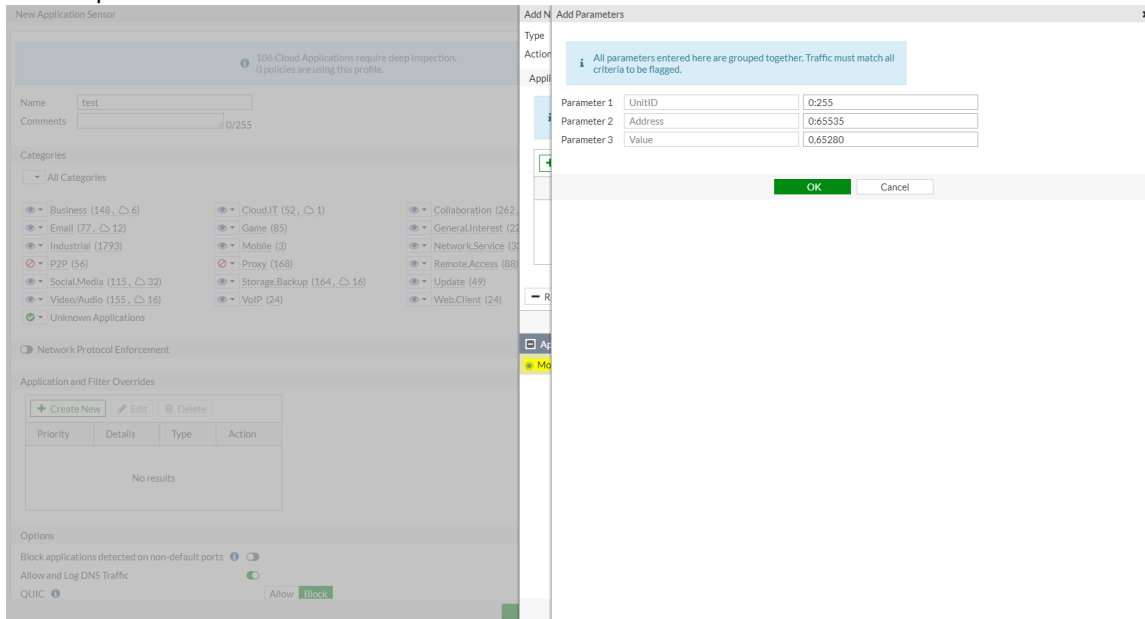 New Application Sensor
106 Cloud Applications require deep inspection.
0 policies are using this profile.
Name test
Comments 0/255
Categories
All Categories
Business (148, 6) Cloud.IT (52, 1) Collaboration (262,
Email (77, 12) Game (85) General.Interest (22
Industrial (1793) Mobile (3) Network.Service (33
P2P (56) Proxy (168) Remote.Access (88)
Social.Media (115, 32) Storage.Backup (164, 16) Update (49)
Video/Audio (155, 16) VoIP (24) Web.Client (24)
Unknown Applications
Network Protocol Enforcement
Application and Filter Overrides
Create New Edit Delete
Priority Details Type Action
No results
Options
Block applications detected on non-default ports
Allow and Log DNS Traffic
QUIC Allow Block
Add N
Type
Action
Appli
R
Ap
Mo
Add Parameters
All parameters entered here are grouped together. Traffic must match all
criteria to be flagged.
Parameter 1 UnitID 0:255
Parameter 2 Address 0:65535
Parameter 3 Value 0,65280
OK Cancel